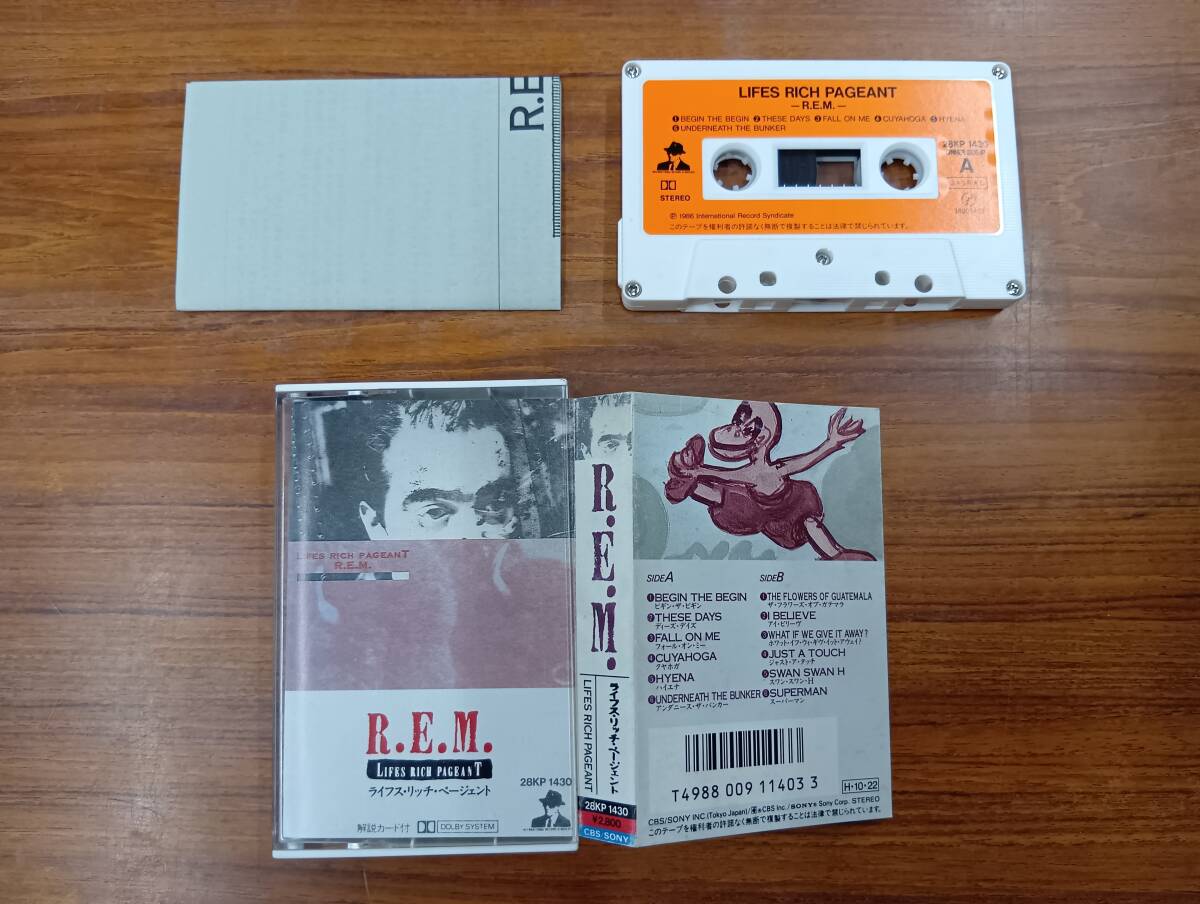 R.E
LIFES RICH PAGEANT
— R.E.M. —
❶BEGIN THE BEGIN ❷THESE DAYS ❸FALL ON ME ❹CUYAHOGA ❺HYENA
❻UNDERNEATH THE BUNKER
28KP 1430
A
STEREO
℗ 1986 International Record Syndicate
このテープを権利者の許諾なく無断で複製することは法律で禁じられています。
LIFES RICH PAGEANT
R.E.M.
R.E.M.
LIFES RICH PAGEANT
ライフス・リッチ・ページェント
28KP 1430
解説カード付 DOLBY SYSTEM
R.E.M.
ライフス・リッチ・ページェント
LIFES RICH PAGEANT
28KP 1430
¥2,800
CBS/SONY
SIDE A
❶BEGIN THE BEGIN
ビギン・ザ・ビギン
❷THESE DAYS
ディーズ・デイズ
❸FALL ON ME
フォール・オン・ミー
❹CUYAHOGA
クヤホガ
❺HYENA
ハイエナ
❻UNDERNEATH THE BUNKER
アンダニース・ザ・バンカー
SIDE B
❶THE FLOWERS OF GUATEMALA
ザ・フラワーズ・オブ・ガテマラ
❷I BELIEVE
アイ・ビリーヴ
❸WHAT IF WE GIVE IT AWAY?
ホワット・イフ・ウィ・ギヴ・イット・アウェイ?
❹JUST A TOUCH
ジャスト・ア・タッチ
❺SWAN SWAN H
スワン・スワン・H
❻SUPERMAN
スーパーマン
T4988 009 11403 3
H・10・22
CBS/SONY INC.(Tokyo Japan)/ CBS Inc./SONY Sony Corp. STEREO
このテープを権利者の許諾なく無断で複製することは法律で禁じられています。